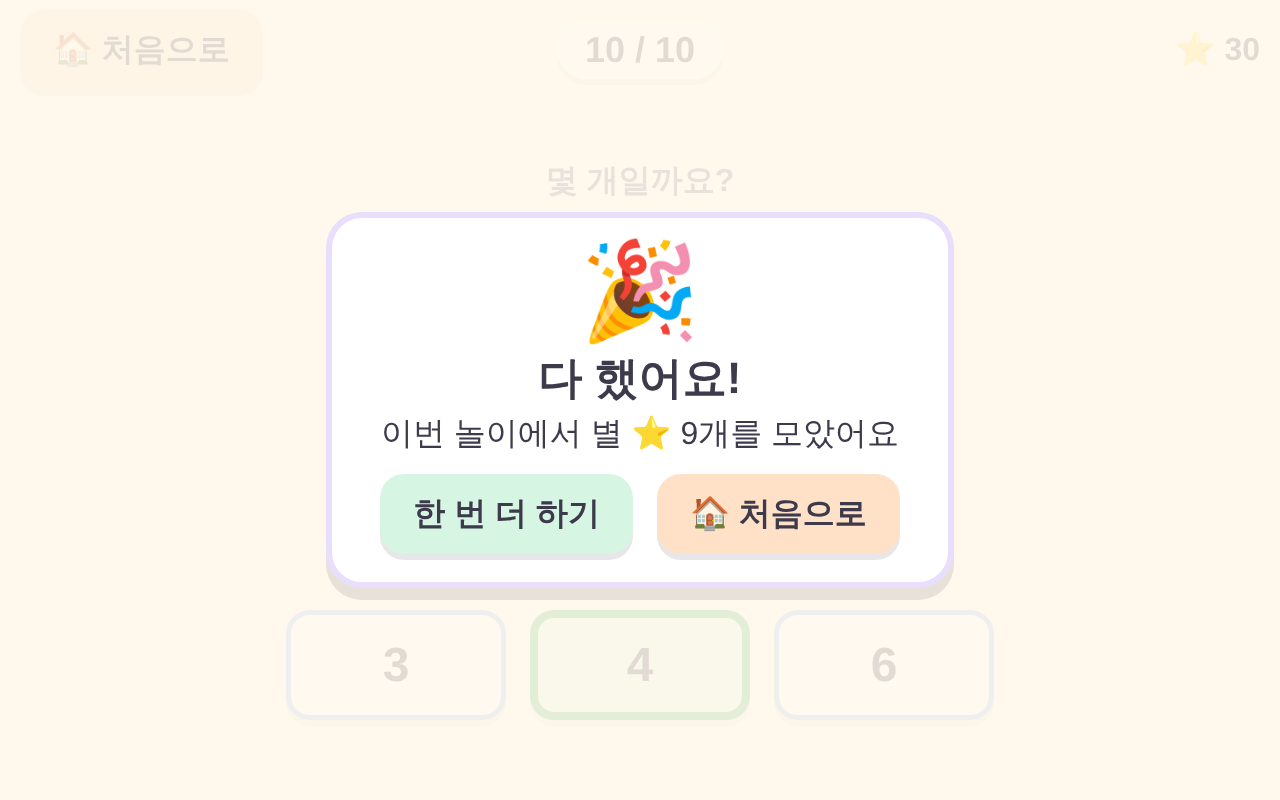 🏠 처음으로
10 / 10
⭐ 30
몇 개일까요?
다 했어요!
이번 놀이에서 별 ⭐ 9개를 모았어요
한 번 더 하기
🏠 처음으로
3
4
6